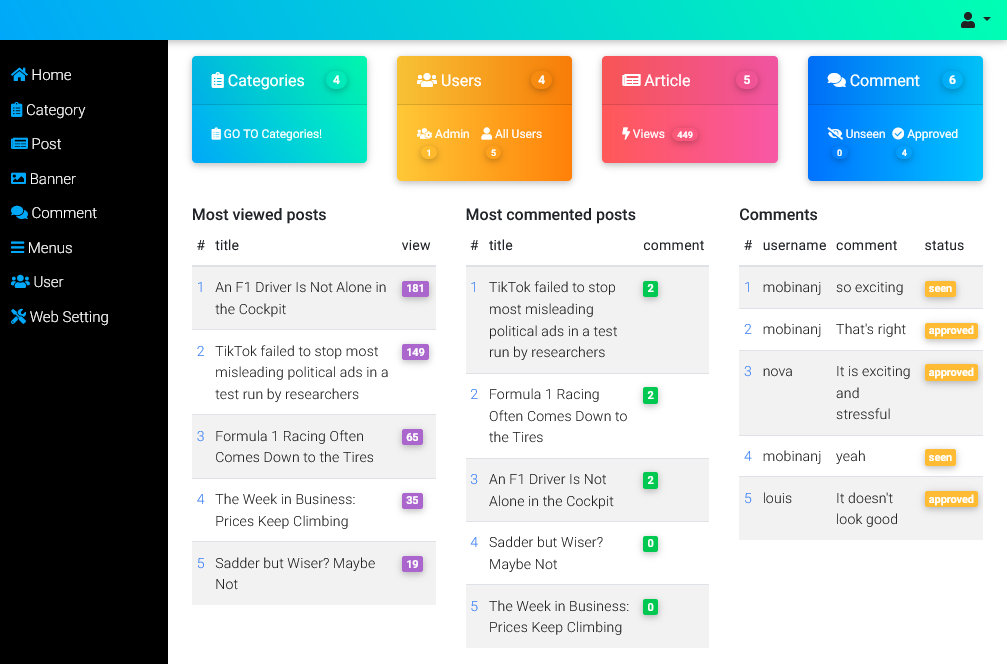 Home
Category
Post
Banner
Comment
Menus
User
Web Setting
Categories 4
GO TO Categories!
Users 4
Admin All Users
1 5
Article 5
Views 449
Comment 6
Unseen Approved
0 4
Most viewed posts
# title view
1 An F1 Driver Is Not Alone in 181
the Cockpit
2 TikTok failed to stop most 149
misleading political ads in a
test run by researchers
3 Formula 1 Racing Often 65
Comes Down to the Tires
4 The Week in Business: 35
Prices Keep Climbing
5 Sadder but Wiser? Maybe 19
Not
Most commented posts
# title comment
1 TikTok failed to stop 2
most misleading
political ads in a test
run by researchers
2 Formula 1 Racing 2
Often Comes Down to
the Tires
3 An F1 Driver Is Not 2
Alone in the Cockpit
4 Sadder but Wiser? 0
Maybe Not
5 The Week in Business: 0
Prices Keep Climbing
Comments
# username comment status
1 mobinanj so exciting seen
2 mobinanj That's right approved
3 nova It is exciting approved
and
stressful
4 mobinanj yeah seen
5 louis It doesn't approved
look good